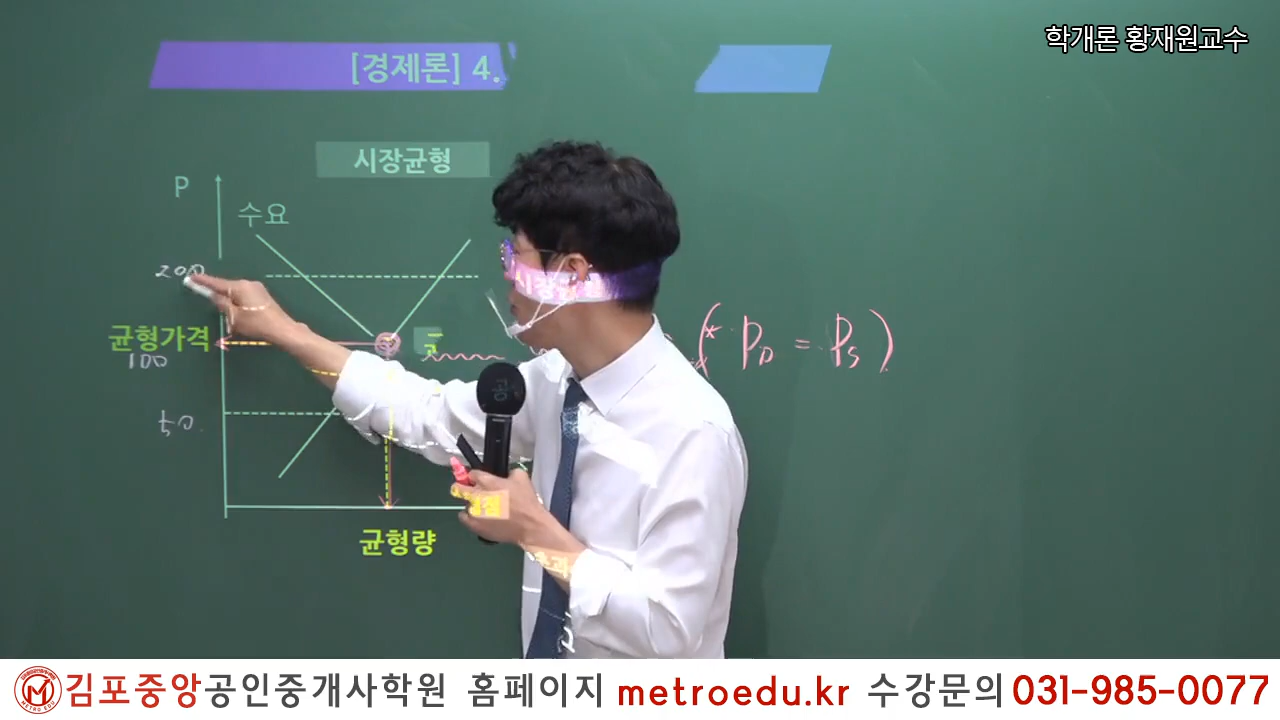 학개론 황재원교수
[경제론] 4.
시장균형
P
수요
200
균형가격
100
(* P_D = P_S)
50.
균형량
김포중앙공인중개사학원 홈페이지 metroedu.kr 수강문의 031-985-0077
METRO EDU